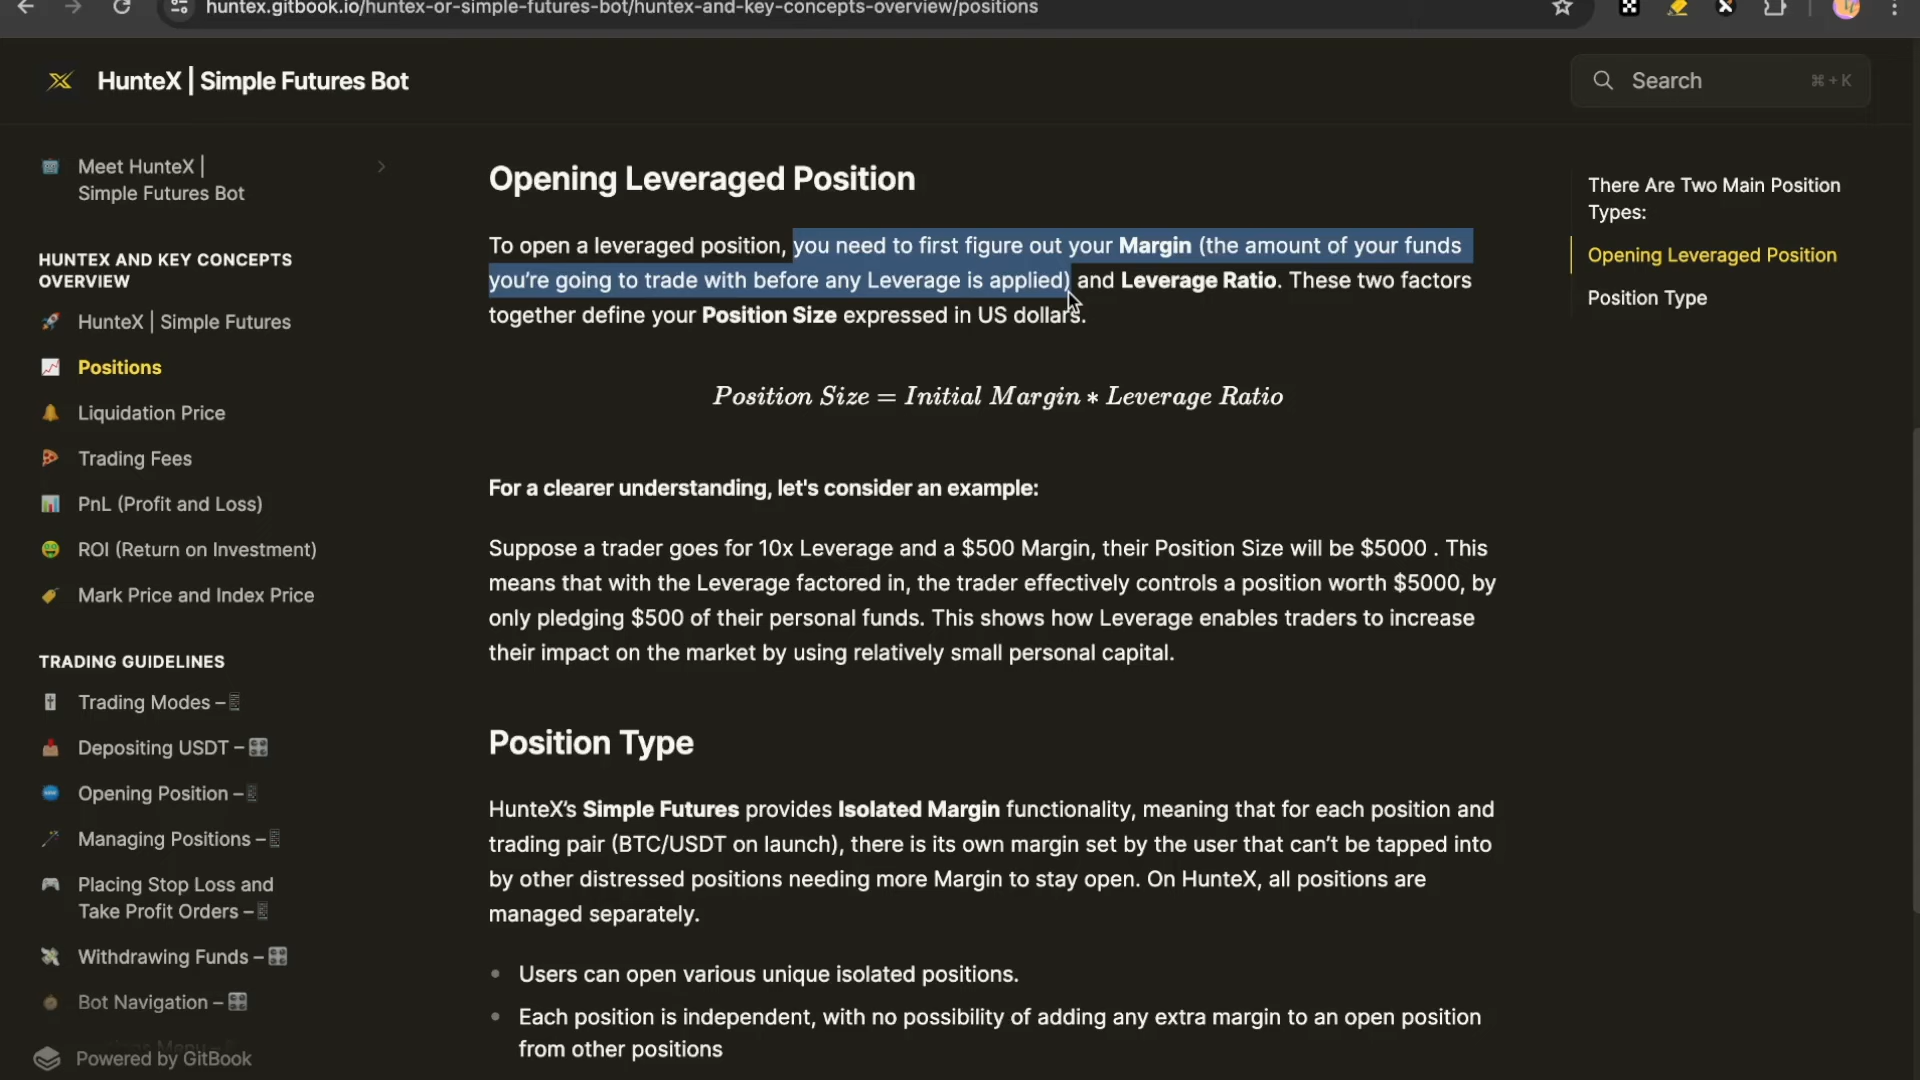 huntex.gitbook.io/huntex-or-simple-futures-bot/huntex-and-key-concepts-overview/positions
HunteX | Simple Futures Bot
Search
⌘+K
Meet HunteX |
Simple Futures Bot
HUNTEX AND KEY CONCEPTS
OVERVIEW
HunteX | Simple Futures
Positions
Liquidation Price
Trading Fees
PnL (Profit and Loss)
ROI (Return on Investment)
Mark Price and Index Price
TRADING GUIDELINES
Trading Modes –
Depositing USDT –
Opening Position –
Managing Positions –
Placing Stop Loss and
Take Profit Orders –
Withdrawing Funds –
Bot Navigation –
Powered by GitBook
Opening Leveraged Position
To open a leveraged position, you need to first figure out your Margin (the amount of your funds
you’re going to trade with before any Leverage is applied) and Leverage Ratio. These two factors
together define your Position Size expressed in US dollars.
Position Size = Initial Margin * Leverage Ratio
For a clearer understanding, let's consider an example:
Suppose a trader goes for 10x Leverage and a $500 Margin, their Position Size will be $5000 . This
means that with the Leverage factored in, the trader effectively controls a position worth $5000, by
only pledging $500 of their personal funds. This shows how Leverage enables traders to increase
their impact on the market by using relatively small personal capital.
Position Type
HunteX’s Simple Futures provides Isolated Margin functionality, meaning that for each position and
trading pair (BTC/USDT on launch), there is its own margin set by the user that can’t be tapped into
by other distressed positions needing more Margin to stay open. On HunteX, all positions are
managed separately.
• Users can open various unique isolated positions.
• Each position is independent, with no possibility of adding any extra margin to an open position
from other positions
There Are Two Main Position
Types:
Opening Leveraged Position
Position Type